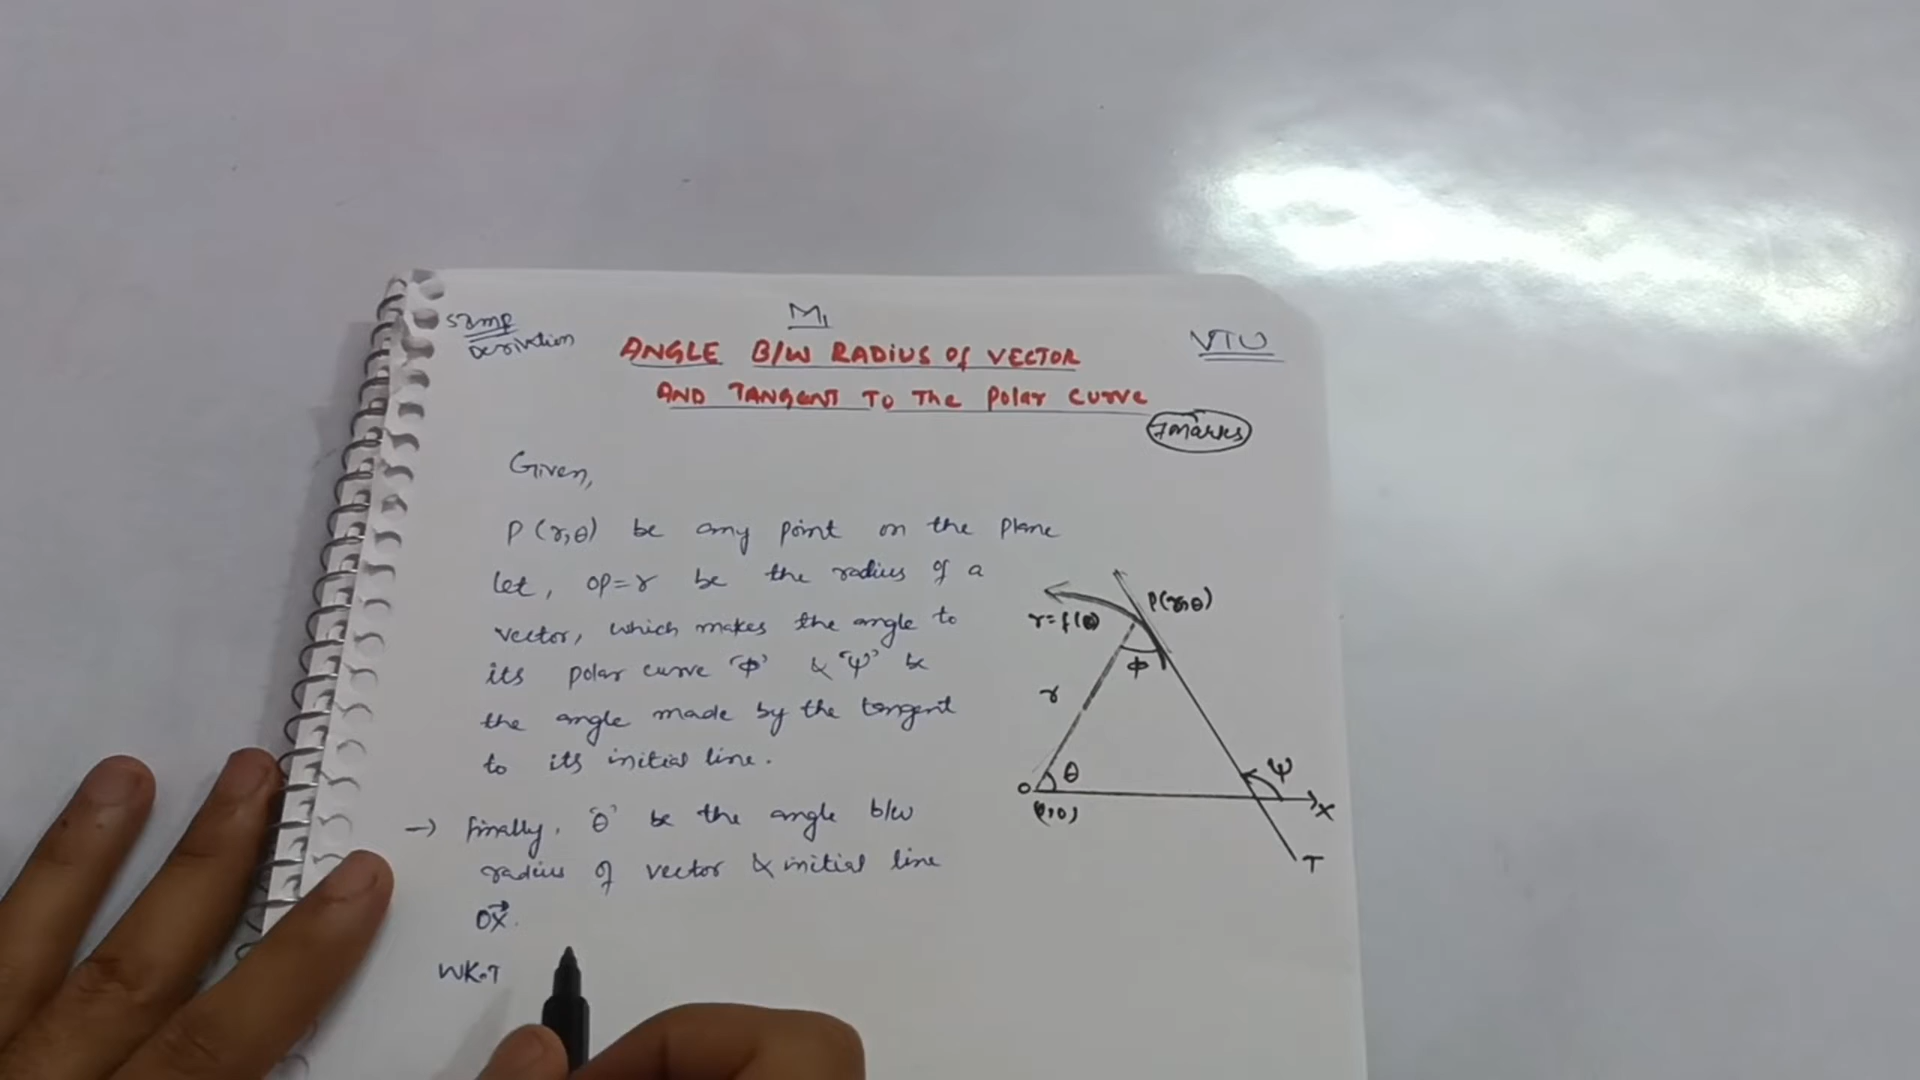 M1
VTU
Derivation
ANGLE B/W RADIUS Of VECTOR
AND TANGENT TO The Polar Curve
7marks
Given,
P(r,θ) be any point on the plane
let, OP=r be the radius of a
vector, which makes the angle to
its polar curve 'φ' & 'ψ' be
the angle made by the tangent
to its initial line.
→ finally, 'θ' be the angle b/w
radius of vector & initial line
OX⃗.
WK.T
P(r,θ)
r=f(θ)
φ
r
θ
ψ
O
X
(0,0)
T